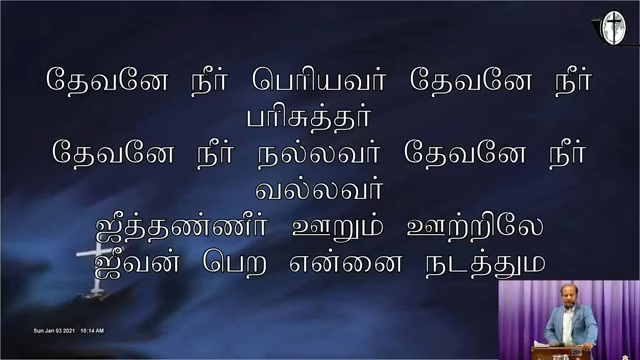 தேவனே நீர் பெரியவர் தேவனே நீர்
பரிசுத்தர்
தேவனே நீர் நல்லவர் தேவனே நீர்
வல்லவர்
ஜீத்தண்ணீர் ஊறும் ஊற்றிலே
ஜீவன் பெற என்னை நடத்தும
Sun Jan 03 2021 10:14 AM